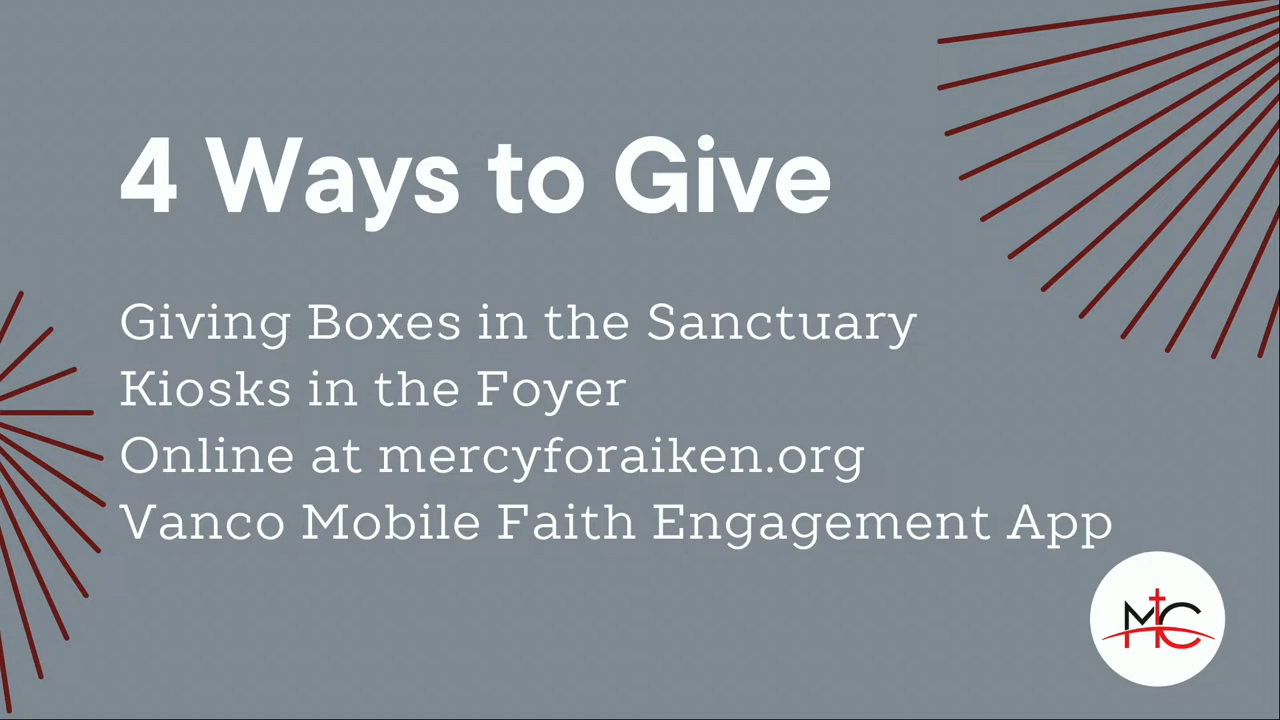 4 Ways to Give
Giving Boxes in the Sanctuary
Kiosks in the Foyer
Online at mercyforaiken.org
Vanco Mobile Faith Engagement App
MC